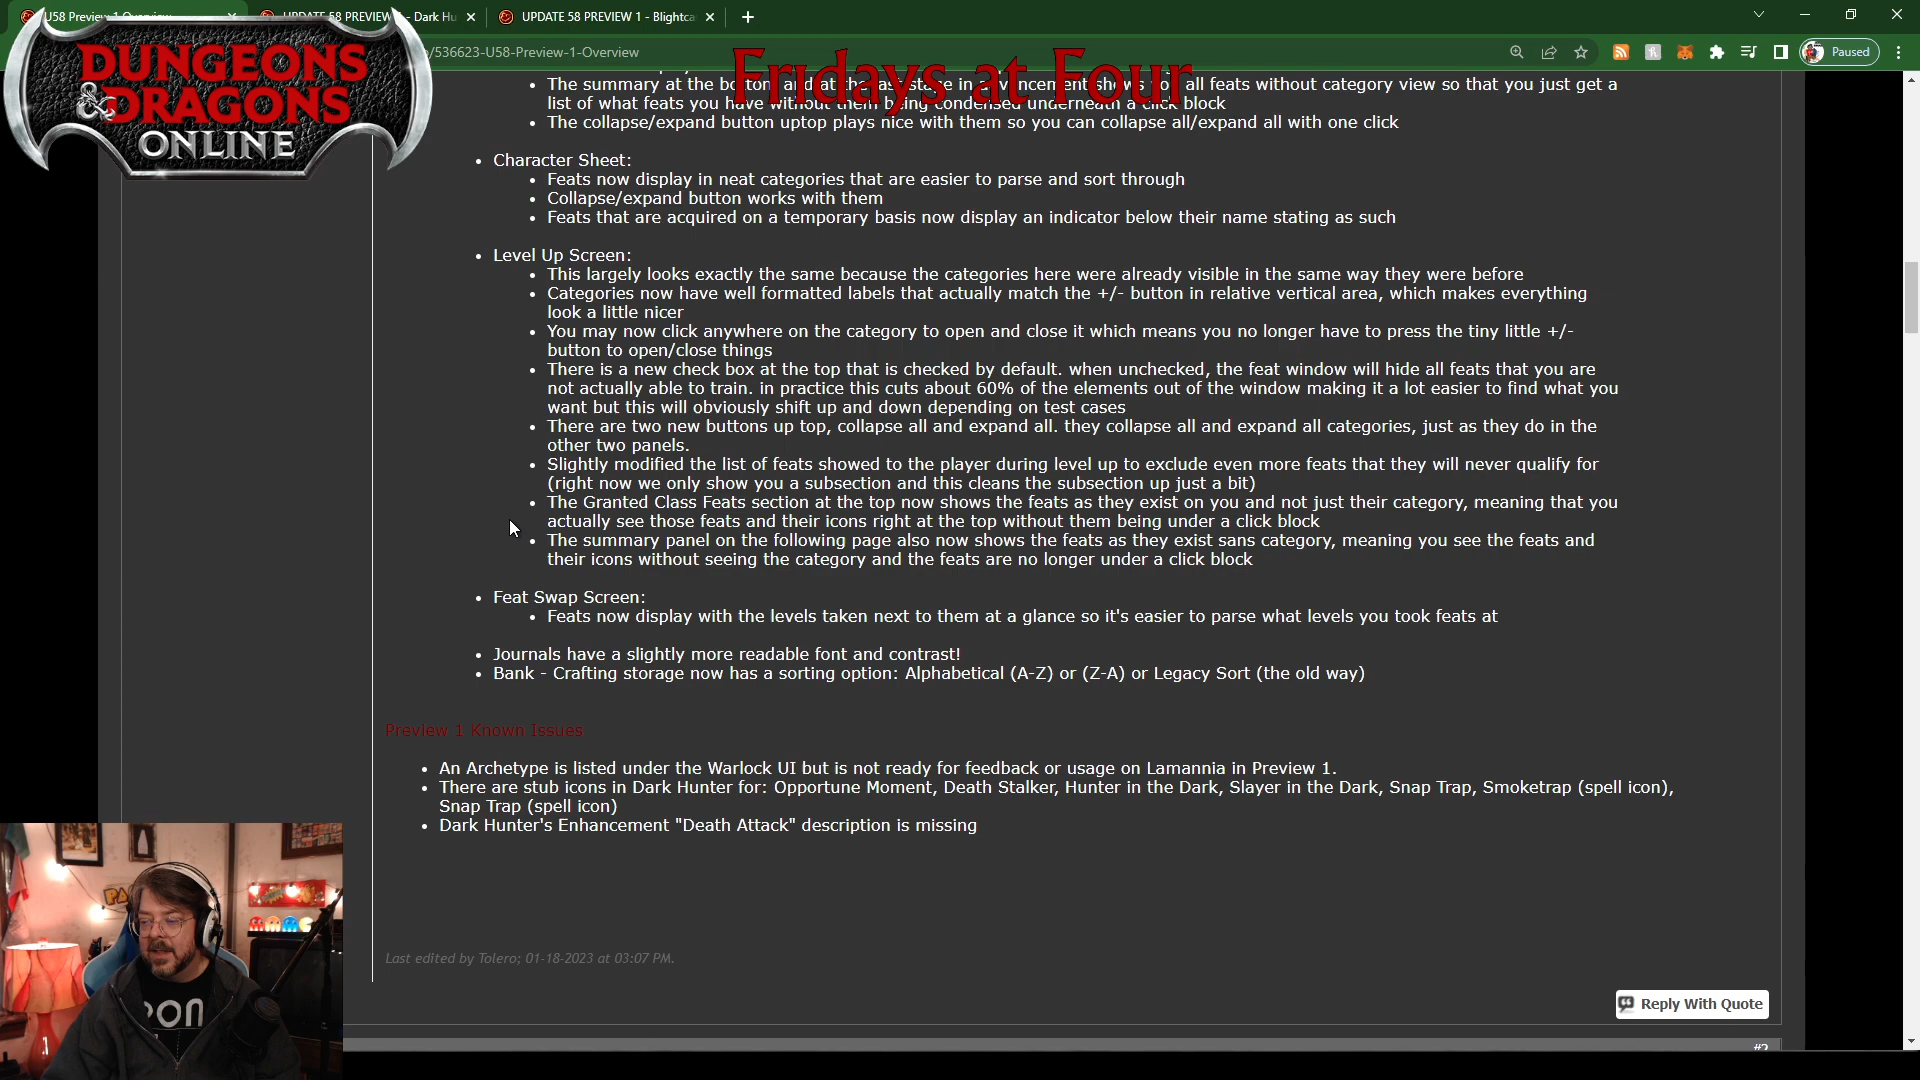 U58 Preview 1 Overview
UPDATE 58 PREVIEW - Dark Hu
UPDATE 58 PREVIEW 1 - Blightca
/536623-U58-Preview-1-Overview
Paused
DUNGEONS
& DRAGONS
ONLINE
Fridays at Four
The summary at the bottom and at the last stage in advancement shows you all feats without category view so that you just get a
list of what feats you have without them being condensed underneath a click block
The collapse/expand button uptop plays nice with them so you can collapse all/expand all with one click
Character Sheet:
Feats now display in neat categories that are easier to parse and sort through
Collapse/expand button works with them
Feats that are acquired on a temporary basis now display an indicator below their name stating as such
Level Up Screen:
This largely looks exactly the same because the categories here were already visible in the same way they were before
Categories now have well formatted labels that actually match the +/- button in relative vertical area, which makes everything
look a little nicer
You may now click anywhere on the category to open and close it which means you no longer have to press the tiny little +/-
button to open/close things
There is a new check box at the top that is checked by default. when unchecked, the feat window will hide all feats that you are
not actually able to train. in practice this cuts about 60% of the elements out of the window making it a lot easier to find what you
want but this will obviously shift up and down depending on test cases
There are two new buttons up top, collapse all and expand all. they collapse all and expand all categories, just as they do in the
other two panels.
Slightly modified the list of feats showed to the player during level up to exclude even more feats that they will never qualify for
(right now we only show you a subsection and this cleans the subsection up just a bit)
The Granted Class Feats section at the top now shows the feats as they exist on you and not just their category, meaning that you
actually see those feats and their icons right at the top without them being under a click block
The summary panel on the following page also now shows the feats as they exist sans category, meaning you see the feats and
their icons without seeing the category and the feats are no longer under a click block
Feat Swap Screen:
Feats now display with the levels taken next to them at a glance so it's easier to parse what levels you took feats at
Journals have a slightly more readable font and contrast!
Bank - Crafting storage now has a sorting option: Alphabetical (A-Z) or (Z-A) or Legacy Sort (the old way)
Preview 1 Known Issues
An Archetype is listed under the Warlock UI but is not ready for feedback or usage on Lamannia in Preview 1.
There are stub icons in Dark Hunter for: Opportune Moment, Death Stalker, Hunter in the Dark, Slayer in the Dark, Snap Trap, Smoketrap (spell icon),
Snap Trap (spell icon)
Dark Hunter's Enhancement "Death Attack" description is missing
Last edited by Tolero; 01-18-2023 at 03:07 PM.
Reply With Quote
#2